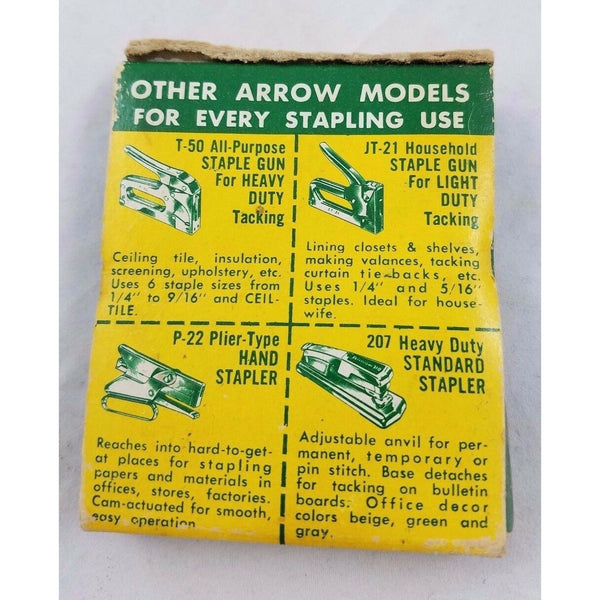 OTHER ARROW MODELS
FOR EVERY STAPLING USE
T-50 All-Purpose
STAPLE GUN
For HEAVY
DUTY
Tacking
Ceiling tile, insulation,
screening, upholstery, etc.
Uses 6 staple sizes from
1/4" to 9/16" and CEIL-
TILE.
JT-21 Household
STAPLE GUN
For LIGHT
DUTY
Tacking
Lining closets & shelves,
making valances, tacking
curtain tie-backs, etc.
Uses 1/4" and 5/16"
staples. Ideal for house-
wife.
P-22 Plier-Type
HAND
STAPLER
Reaches into hard-to-get-
at places for stapling
papers and materials in
offices, stores, factories.
Cam-actuated for smooth,
easy operation
207 Heavy Duty
STANDARD
STAPLER
Adjustable anvil for per-
manent, temporary or
pin stitch. Base detaches
for tacking on bulletin
boards. Office decor
colors beige, green and
gray.